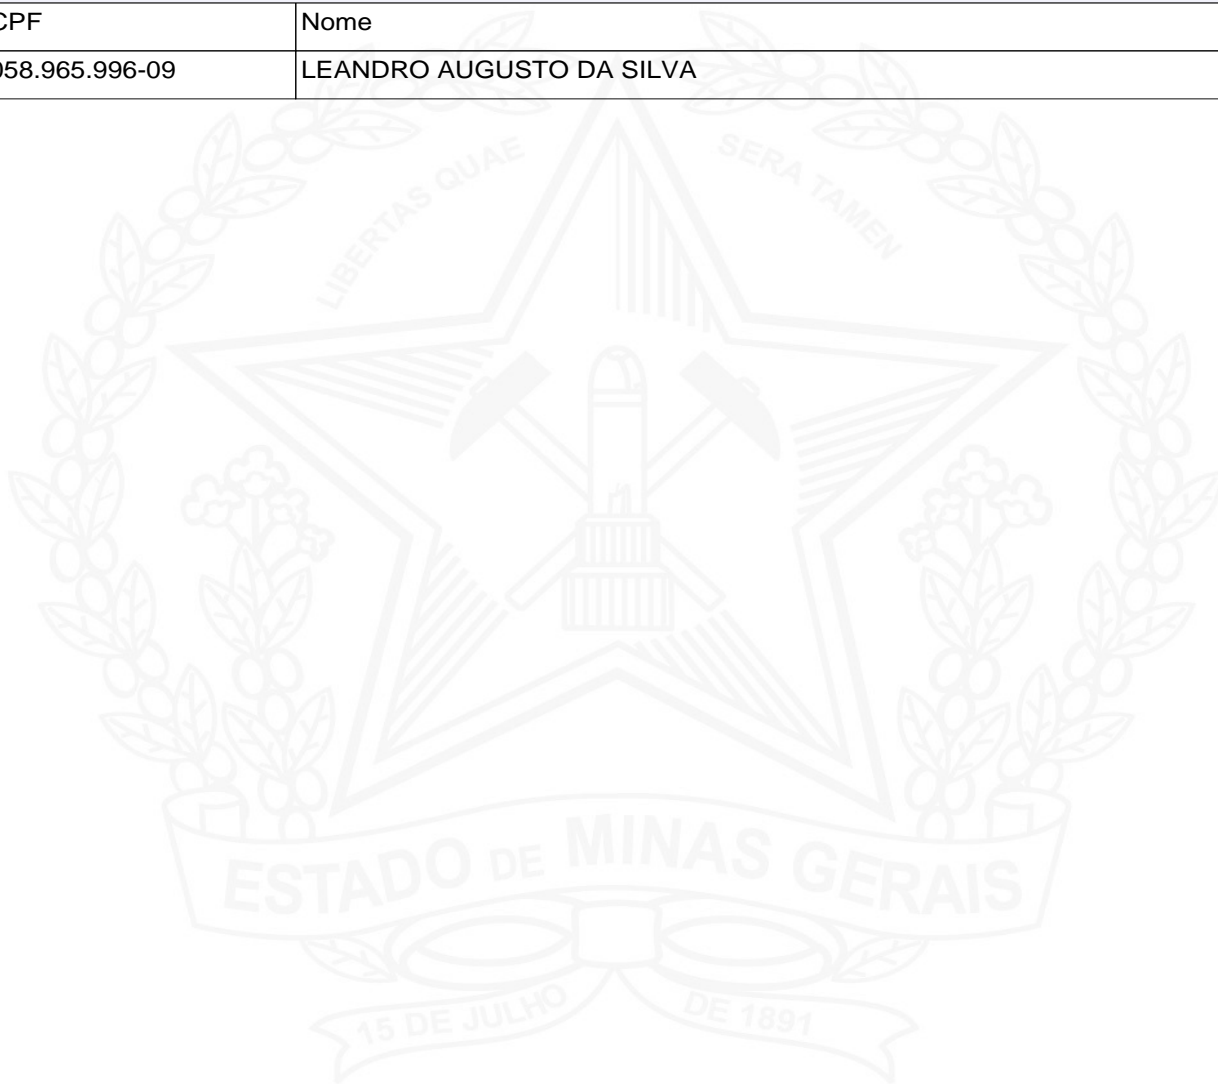 CPF Nome
058.965.996-09 LEANDRO AUGUSTO DA SILVA
LIBERTAS QUAE SERA TAMEN
ESTADO DE MINAS GERAIS
15 DE JULHO DE 1891